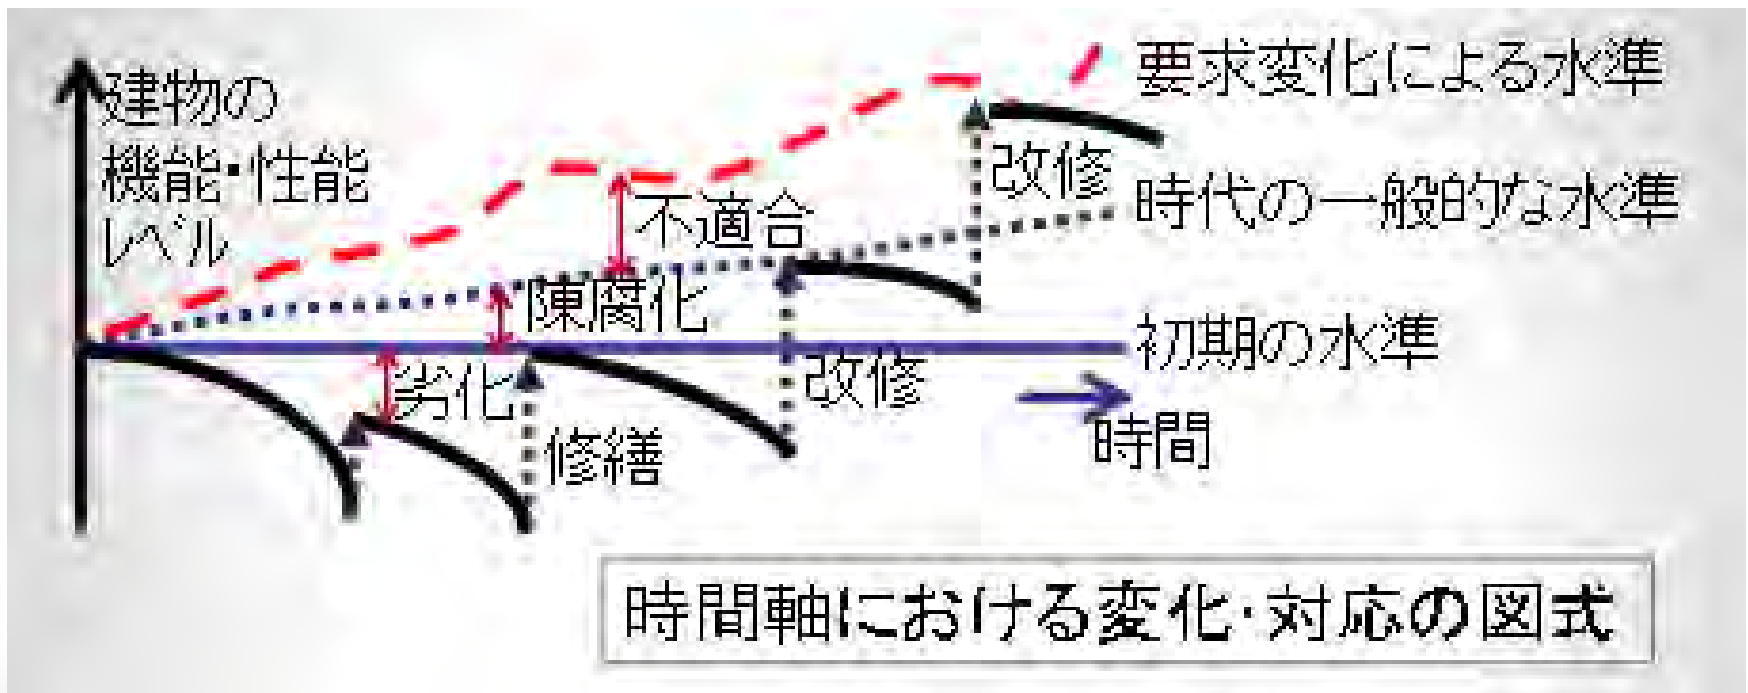 建物の
機能・性能
レベル
要求変化による水準
改修
時代の一般的な水準
不適合
陳腐化
初期の水準
劣化
改修
時間
修繕
時間軸における変化・対応の図式